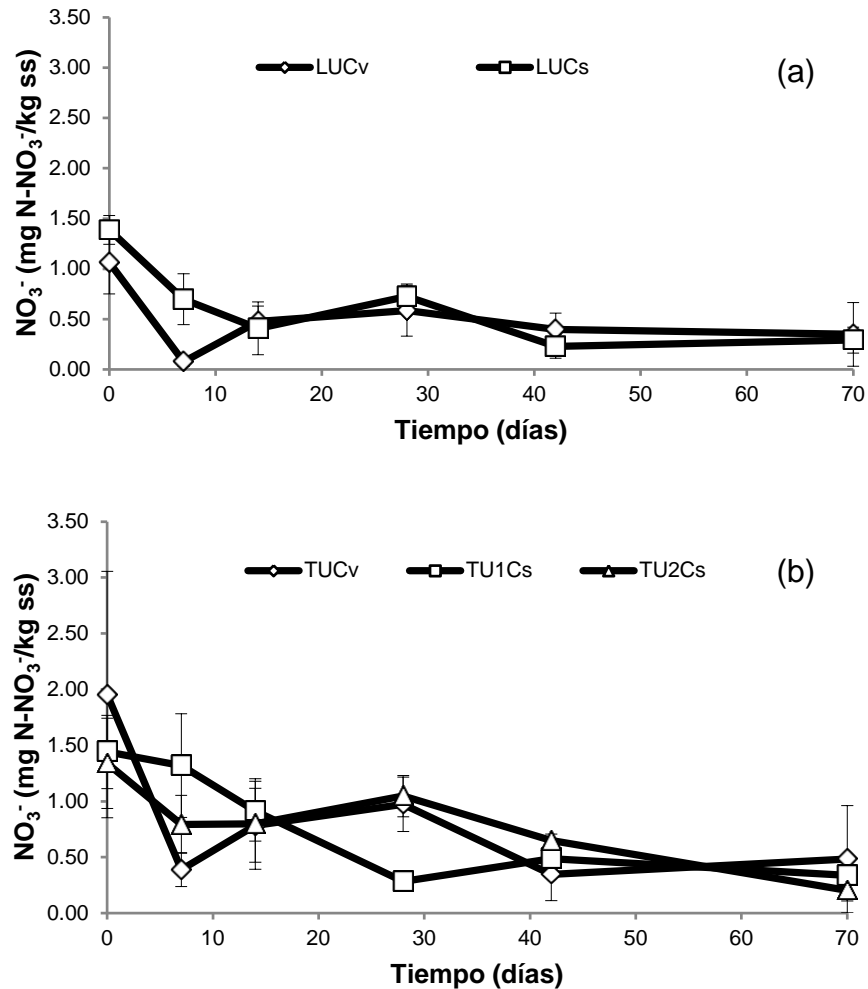 3.50
3.00
2.50
2.00
1.50
1.00
0.50
0.00
NO₃⁻ (mg N-NO₃⁻/kg ss)
LUCv LUCs
(a)
0 10 20 30 40 50 60 70
Tiempo (días)
3.50
3.00
2.50
2.00
1.50
1.00
0.50
0.00
NO₃⁻ (mg N-NO₃⁻/kg ss)
TUCv TU1Cs TU2Cs
(b)
0 10 20 30 40 50 60 70
Tiempo (días)